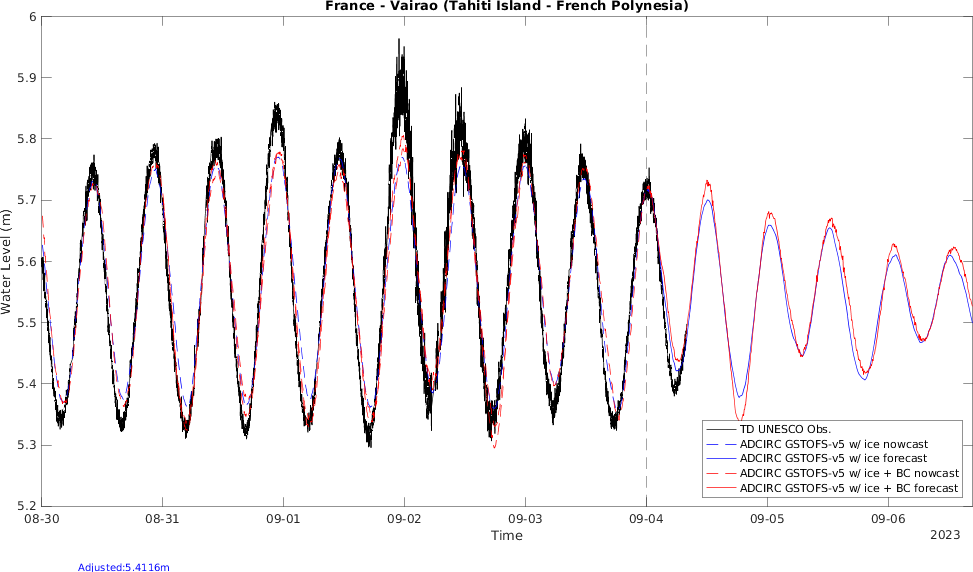 France - Vairao (Tahiti Island - French Polynesia)
6
5.9
5.8
5.7
5.6
5.5
5.4
5.3
5.2
Water Level (m)
08-30
08-31
09-01
09-02
09-03
09-04
09-05
09-06
Time
2023
TD UNESCO Obs.
ADCIRC GSTOFS-v5 w/ ice nowcast
ADCIRC GSTOFS-v5 w/ ice forecast
ADCIRC GSTOFS-v5 w/ ice + BC nowcast
ADCIRC GSTOFS-v5 w/ ice + BC forecast
Adjusted:5.4116m